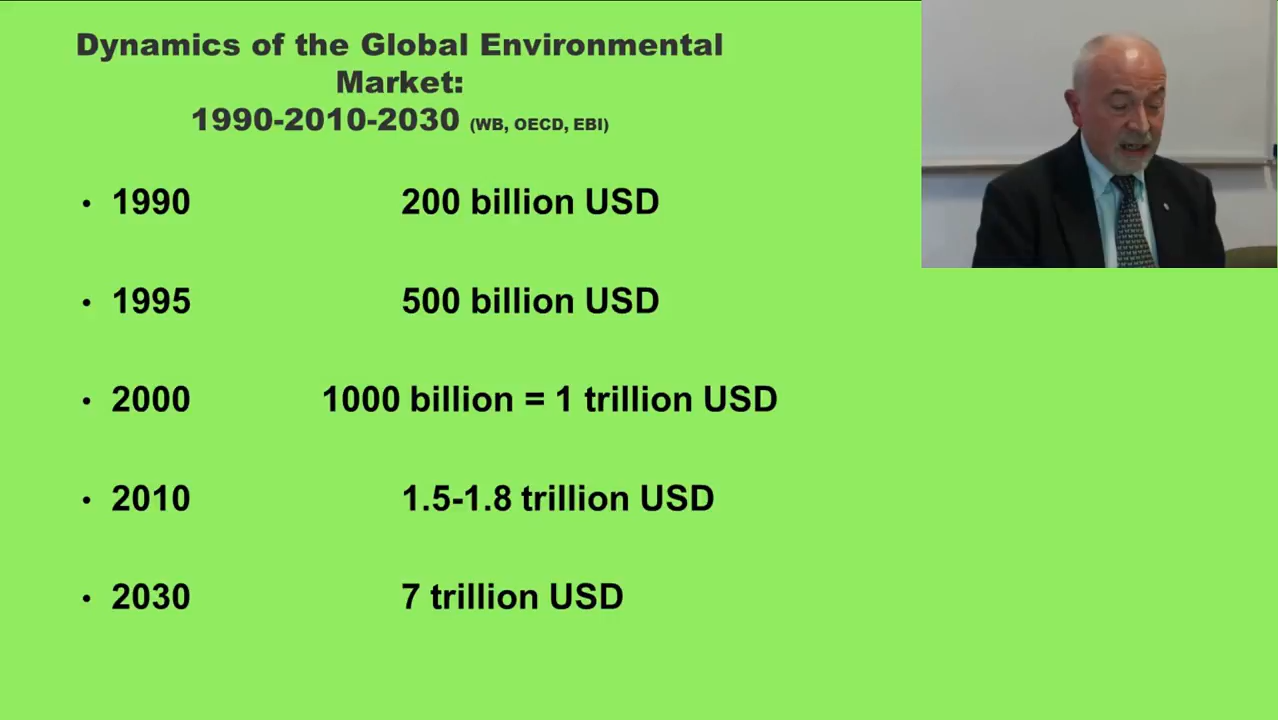 Dynamics of the Global Environmental
Market:
1990-2010-2030 (WB, OECD, EBI)
• 1990 200 billion USD
• 1995 500 billion USD
• 2000 1000 billion = 1 trillion USD
• 2010 1.5-1.8 trillion USD
• 2030 7 trillion USD